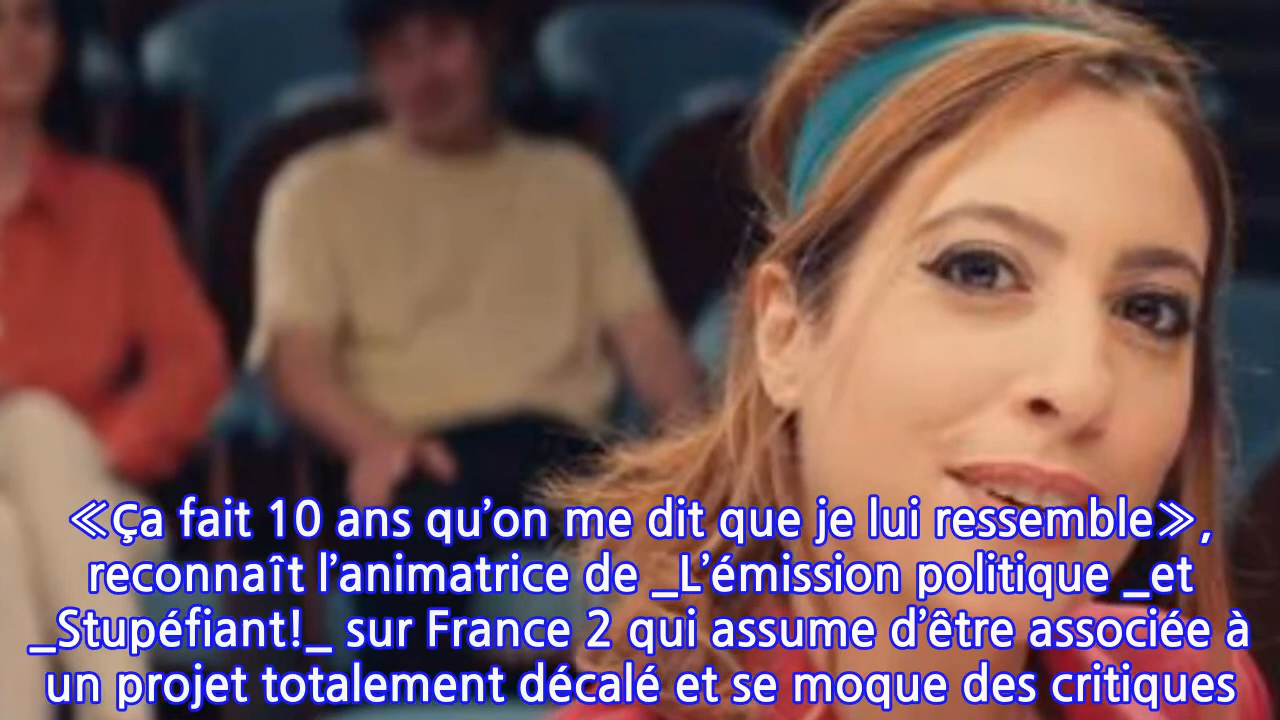 ≪Ça fait 10 ans qu’on me dit que je lui ressemble≫,
reconnaît l’animatrice de _L’émission politique _et
_Stupéfiant!_ sur France 2 qui assume d’être associée à
un projet totalement décalé et se moque des critiques